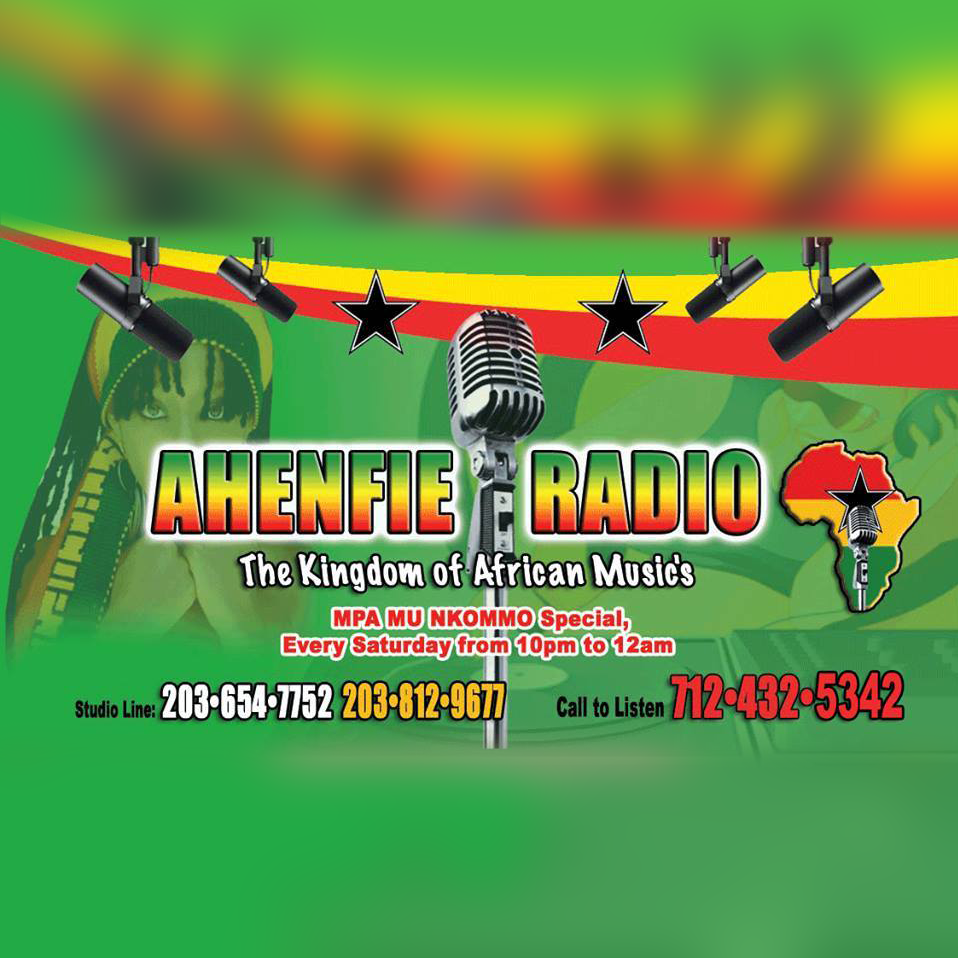 AHENFIE RADIO
The Kingdom of African Music's
MPA MU NKOMMO Special,
Every Saturday from 10pm to 12am
Studio Line: 203•654•7752 203•812•9677 Call to Listen 712•432•5342